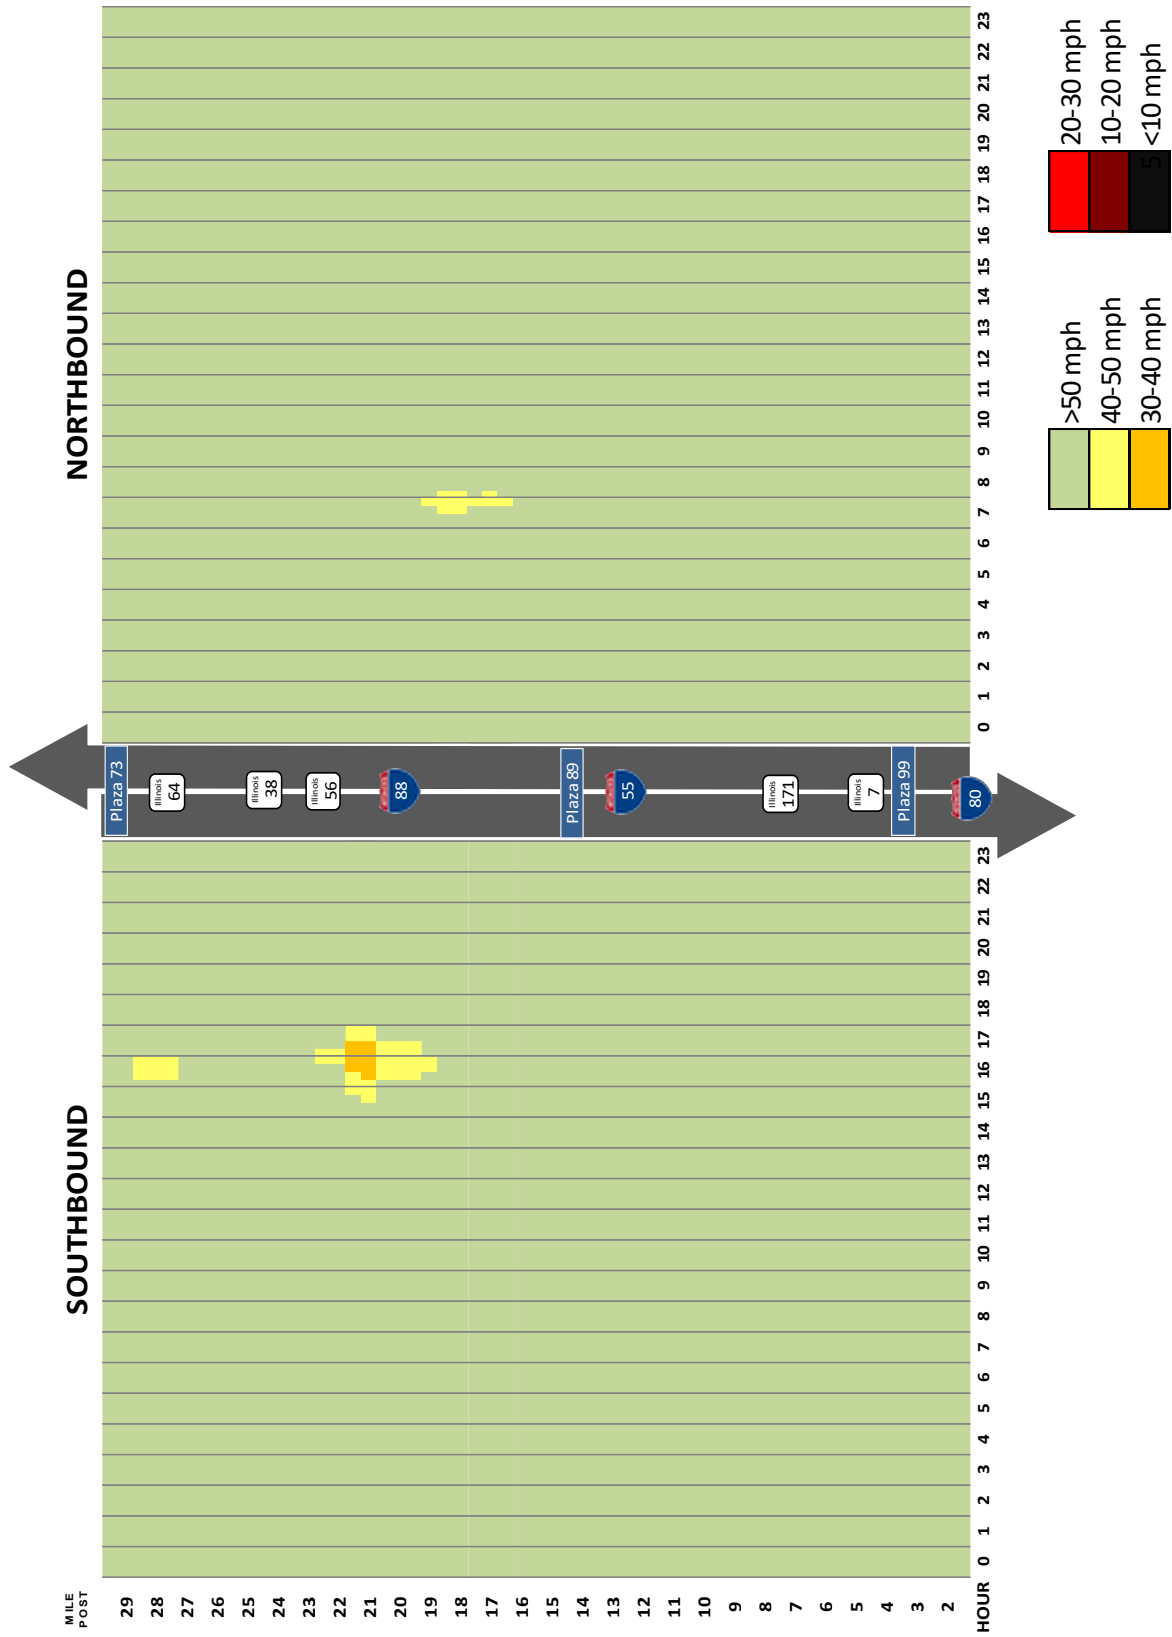 SOUTHBOUND
NORTHBOUND
MILE
POST
29
28
27
26
25
24
23
22
21
20
19
18
17
16
15
14
13
12
11
10
9
8
7
6
5
4
3
2
Plaza 73
Illinois
64
Illinois
38
Illinois
56
88
Plaza 89
55
Illinois
171
Illinois
7
Plaza 99
80
HOUR 0 1 2 3 4 5 6 7 8 9 10 11 12 13 14 15 16 17 18 19 20 21 22 23 0 1 2 3 4 5 6 7 8 9 10 11 12 13 14 15 16 17 18 19 20 21 22 23
>50 mph
40-50 mph
30-40 mph
20-30 mph
10-20 mph
5 <10 mph